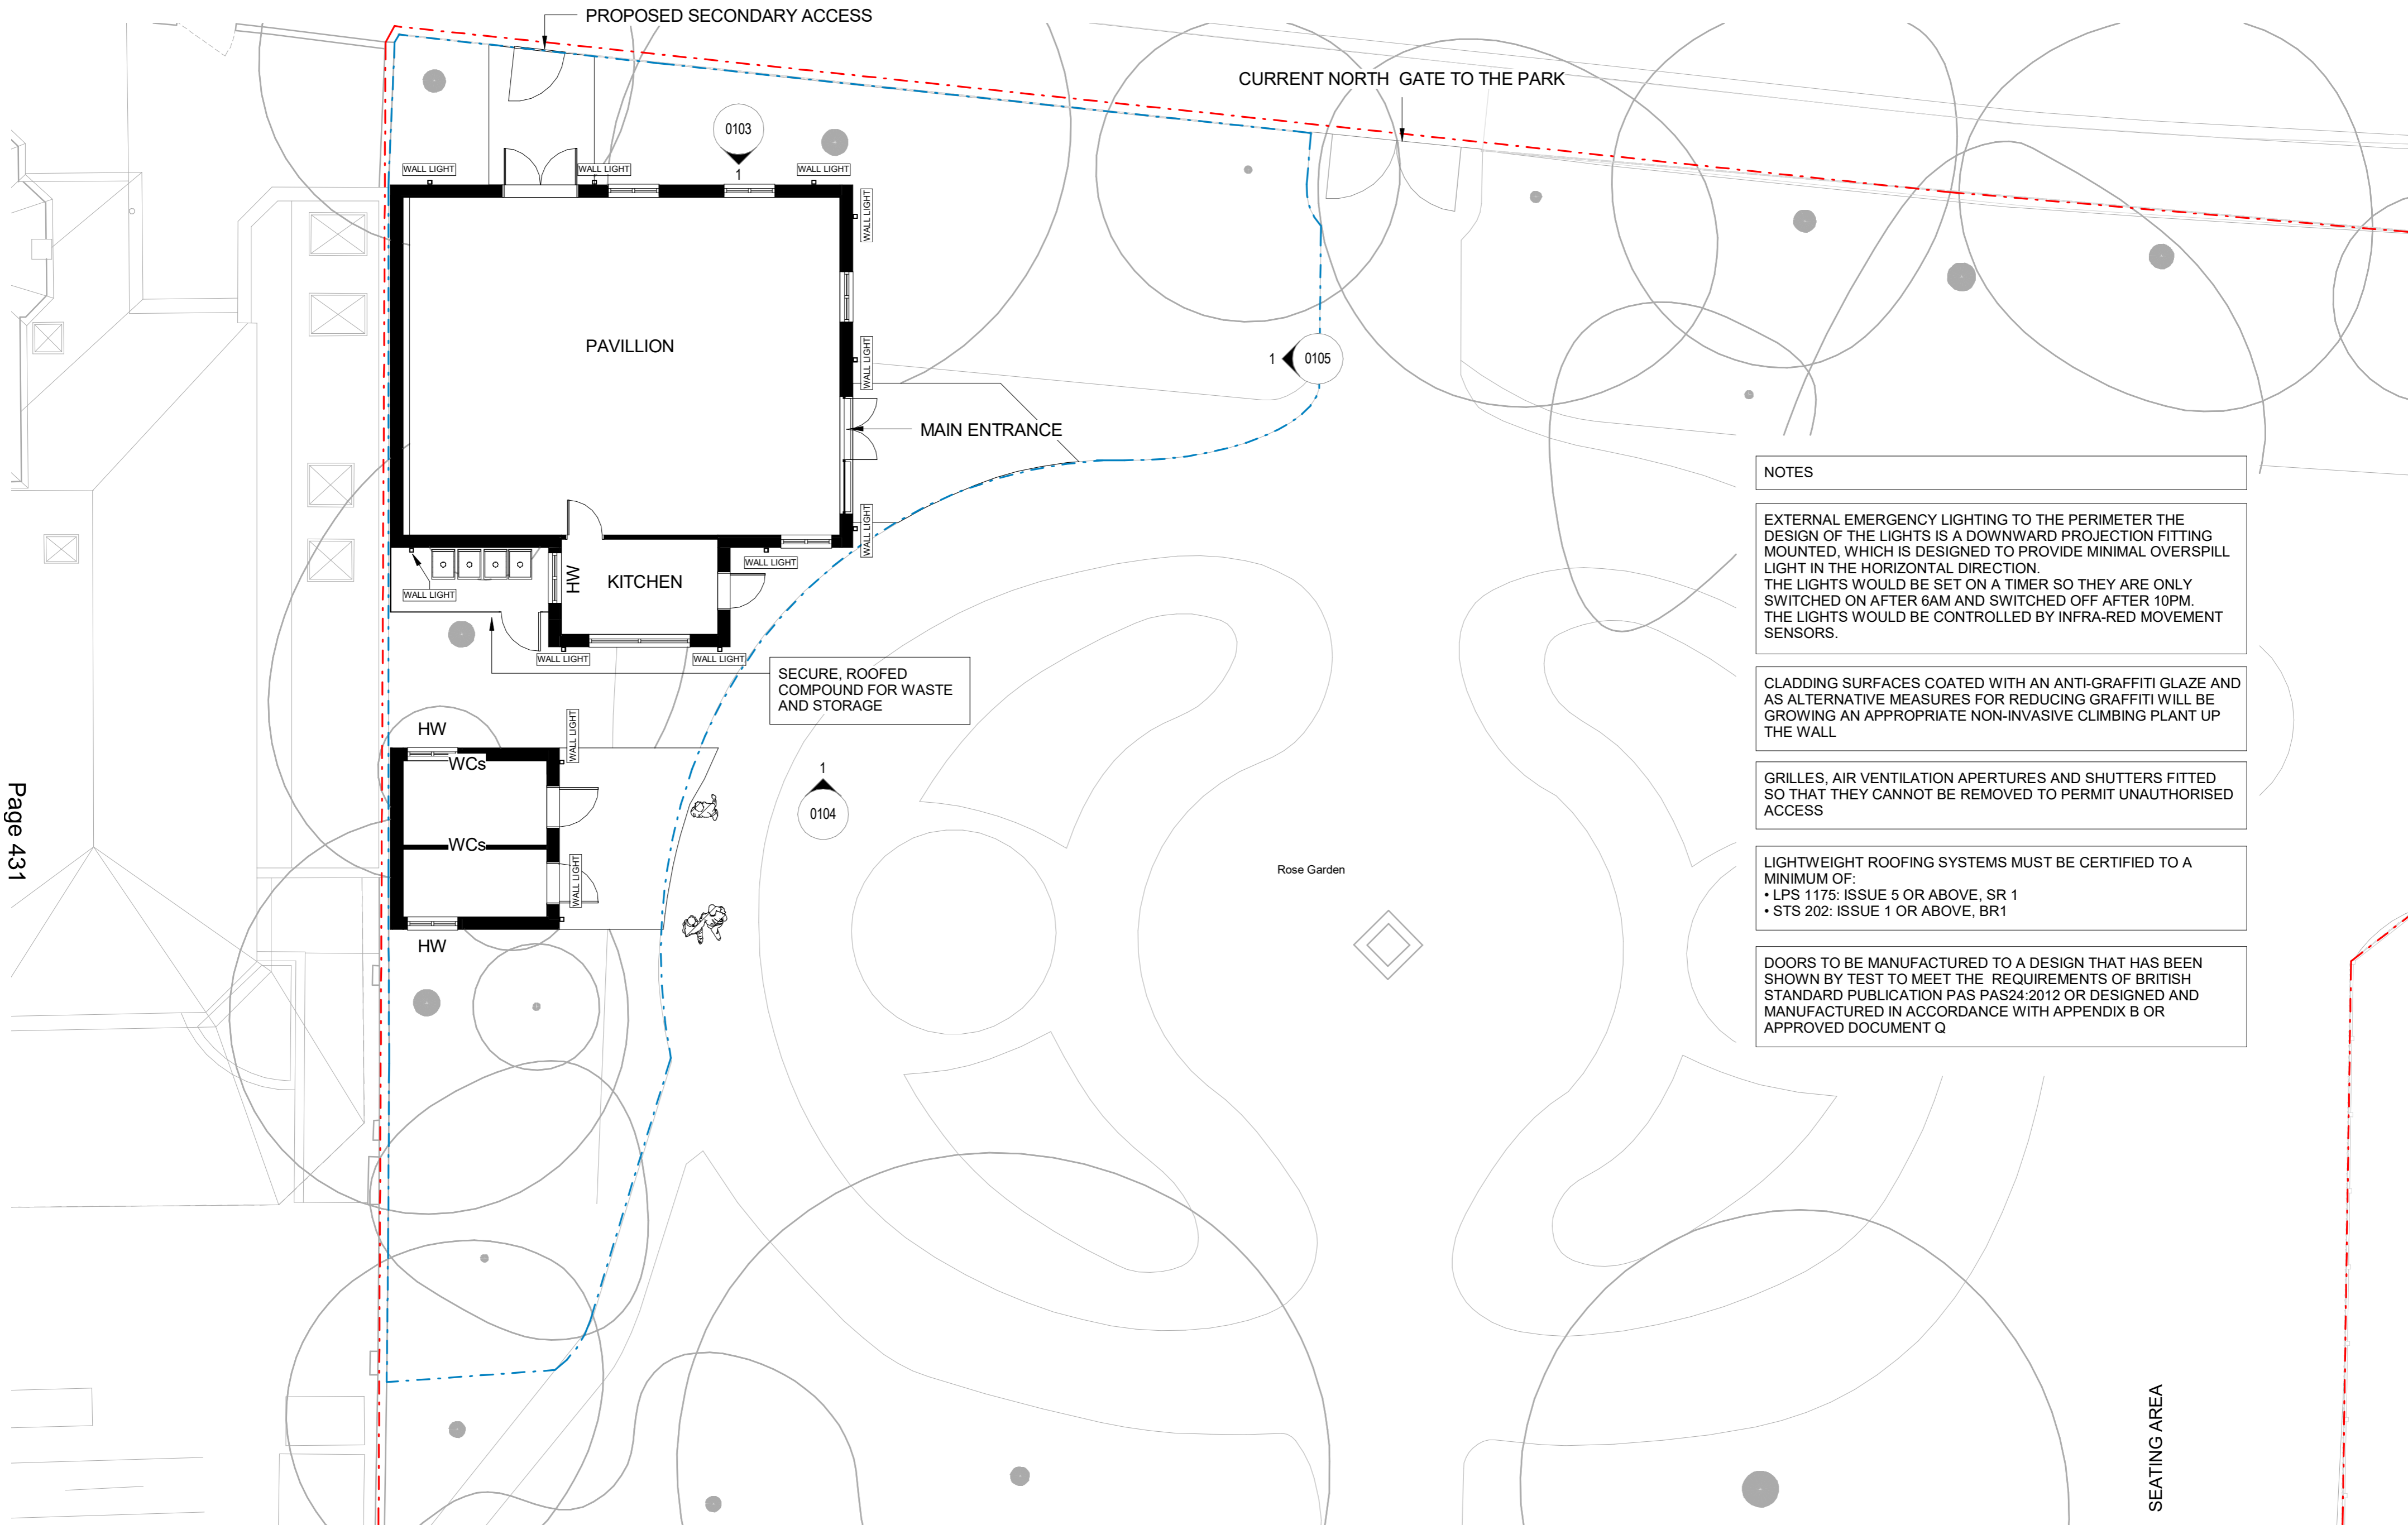 PROPOSED SECONDARY ACCESS
CURRENT NORTH GATE TO THE PARK
0103
1
WALL LIGHT
WALL LIGHT
WALL LIGHT
WALL LIGHT
PAVILLION
WALL LIGHT
1
0105
MAIN ENTRANCE
WALL LIGHT
WALL LIGHT
WALL LIGHT
HW
KITCHEN
WALL LIGHT
WALL LIGHT
SECURE, ROOFED
COMPOUND FOR WASTE
AND STORAGE
HW
WALL LIGHT
WCs
WCs
WALL LIGHT
HW
1
0104
Rose Garden
NOTES
EXTERNAL EMERGENCY LIGHTING TO THE PERIMETER THE
DESIGN OF THE LIGHTS IS A DOWNWARD PROJECTION FITTING
MOUNTED, WHICH IS DESIGNED TO PROVIDE MINIMAL OVERSPILL
LIGHT IN THE HORIZONTAL DIRECTION.
THE LIGHTS WOULD BE SET ON A TIMER SO THEY ARE ONLY
SWITCHED ON AFTER 6AM AND SWITCHED OFF AFTER 10PM.
THE LIGHTS WOULD BE CONTROLLED BY INFRA-RED MOVEMENT
SENSORS.
CLADDING SURFACES COATED WITH AN ANTI-GRAFFITI GLAZE AND
AS ALTERNATIVE MEASURES FOR REDUCING GRAFFITI WILL BE
GROWING AN APPROPRIATE NON-INVASIVE CLIMBING PLANT UP
THE WALL
GRILLES, AIR VENTILATION APERTURES AND SHUTTERS FITTED
SO THAT THEY CANNOT BE REMOVED TO PERMIT UNAUTHORISED
ACCESS
LIGHTWEIGHT ROOFING SYSTEMS MUST BE CERTIFIED TO A
MINIMUM OF:
• LPS 1175: ISSUE 5 OR ABOVE, SR 1
• STS 202: ISSUE 1 OR ABOVE, BR1
DOORS TO BE MANUFACTURED TO A DESIGN THAT HAS BEEN
SHOWN BY TEST TO MEET THE REQUIREMENTS OF BRITISH
STANDARD PUBLICATION PAS PAS24:2012 OR DESIGNED AND
MANUFACTURED IN ACCORDANCE WITH APPENDIX B OR
APPROVED DOCUMENT Q
SEATING AREA
Page 431